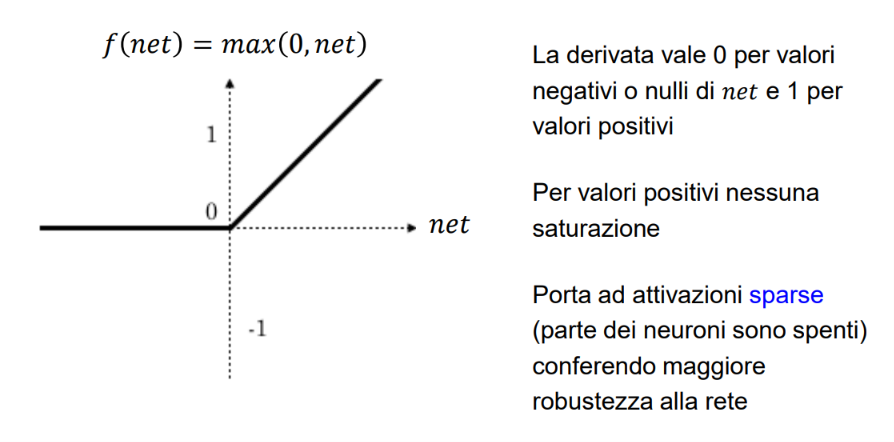 f(net) = max(0, net)
1
0
net
-1
La derivata vale 0 per valori
negativi o nulli di net e 1 per
valori positivi
Per valori positivi nessuna
saturazione
Porta ad attivazioni sparse
(parte dei neuroni sono spenti)
conferendo maggiore
robustezza alla rete